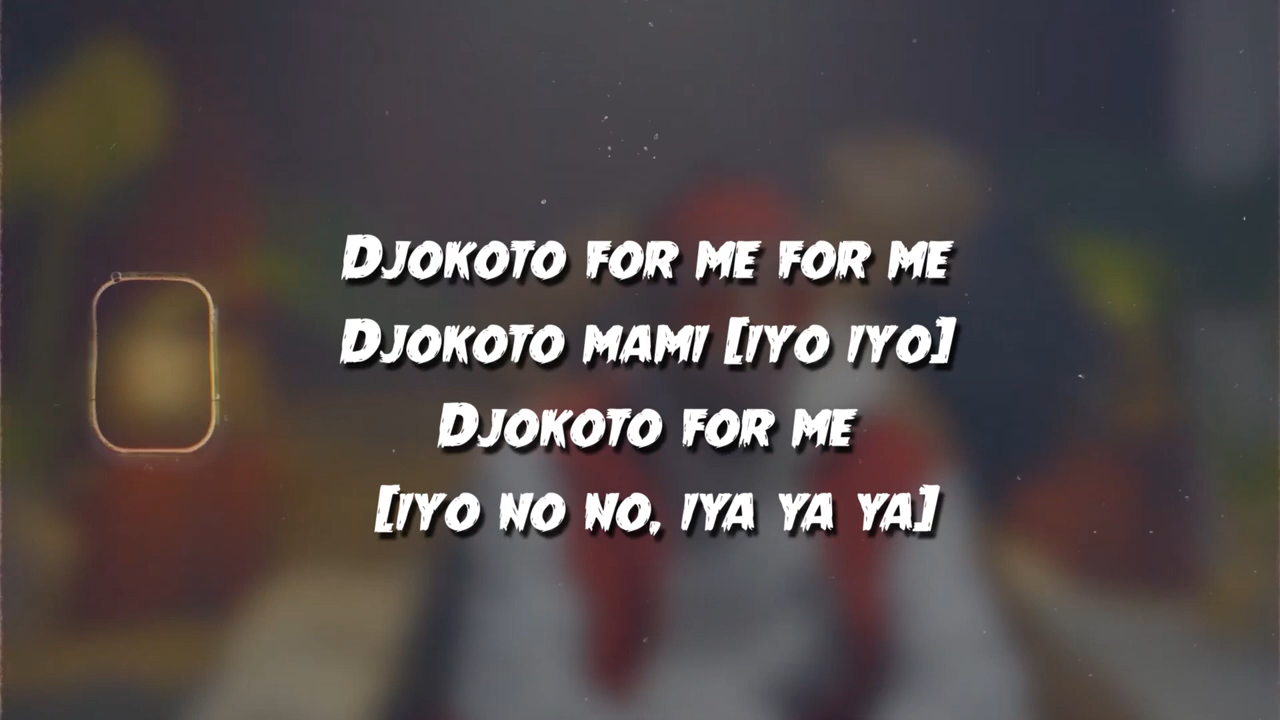 Djokoto for me for me
Djokoto mami [iyo iyo]
Djokoto for me
[iyo no no, iya ya ya]